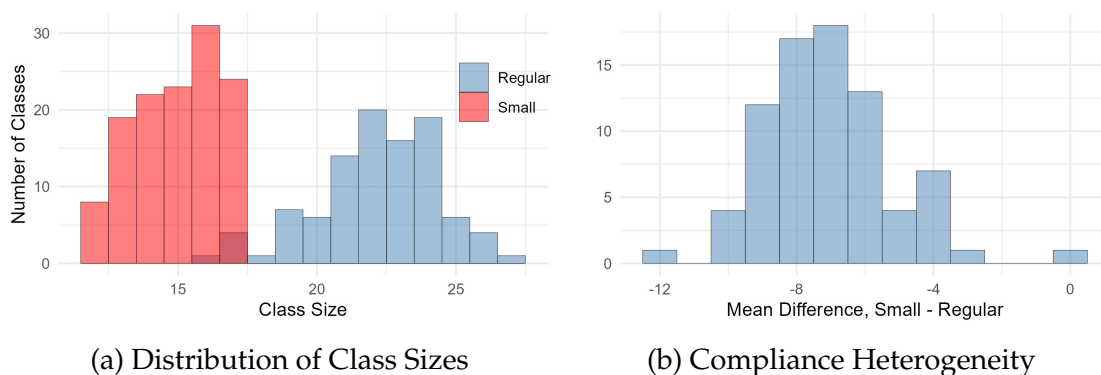 30
20
10
0
Number of Classes
15
20
25
Class Size
Regular
Small
(a) Distribution of Class Sizes
15
10
5
0
-12
-8
-4
0
Mean Difference, Small - Regular
(b) Compliance Heterogeneity